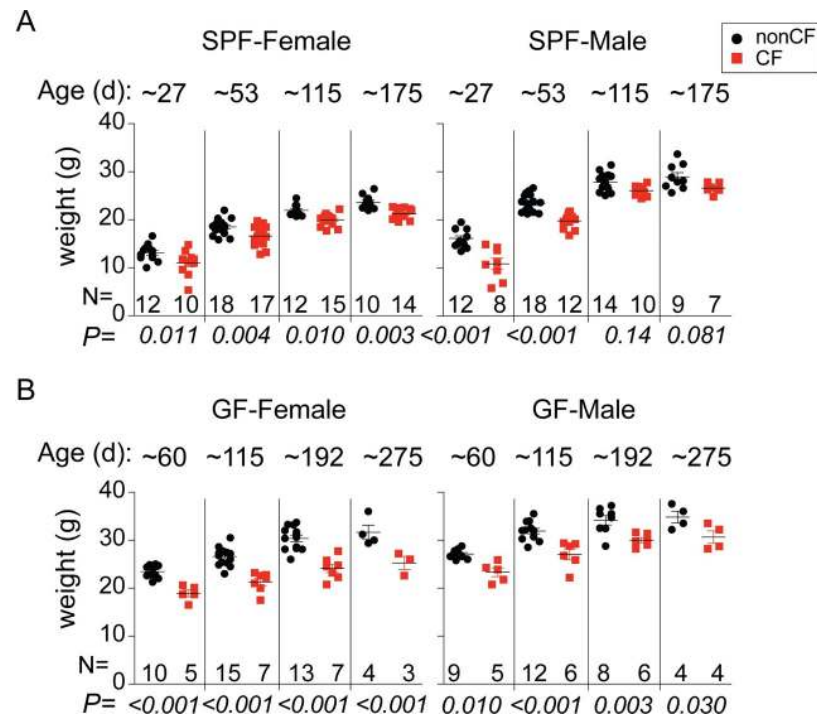 A
nonCF
CF
SPF-Female SPF-Male
Age (d): ~27 ~53 ~115 ~175 ~27 ~53 ~115 ~175
weight (g)
40
30
20
10
0
N= 12 10 18 17 12 15 10 14 12 8 18 12 14 10 9 7
P= 0.011 0.004 0.010 0.003 <0.001 <0.001 0.14 0.081
B
GF-Female GF-Male
Age (d): ~60 ~115 ~192 ~275 ~60 ~115 ~192 ~275
weight (g)
40
30
20
10
0
N= 10 5 15 7 13 7 4 3 9 5 12 6 8 6 4 4
P= <0.001 <0.001 <0.001 <0.001 0.010 <0.001 0.003 0.030